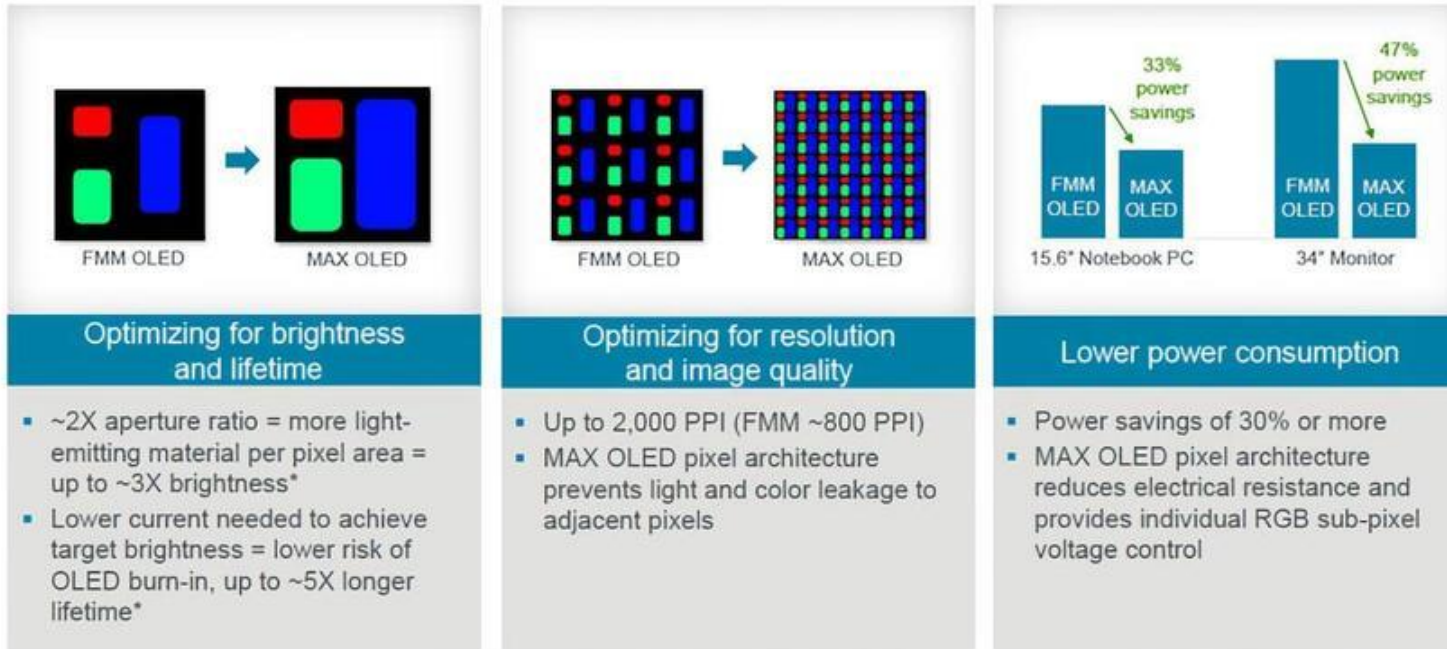 FMM OLED
MAX OLED
Optimizing for brightness
and lifetime
▪ ~2X aperture ratio = more light-
emitting material per pixel area =
up to ~3X brightness*
▪ Lower current needed to achieve
target brightness = lower risk of
OLED burn-in, up to ~5X longer
lifetime*
FMM OLED
MAX OLED
Optimizing for resolution
and image quality
▪ Up to 2,000 PPI (FMM ~800 PPI)
▪ MAX OLED pixel architecture
prevents light and color leakage to
adjacent pixels
33%
power
savings
47%
power
savings
FMM
OLED
MAX
OLED
FMM
OLED
MAX
OLED
15.6" Notebook PC
34" Monitor
Lower power consumption
▪ Power savings of 30% or more
▪ MAX OLED pixel architecture
reduces electrical resistance and
provides individual RGB sub-pixel
voltage control